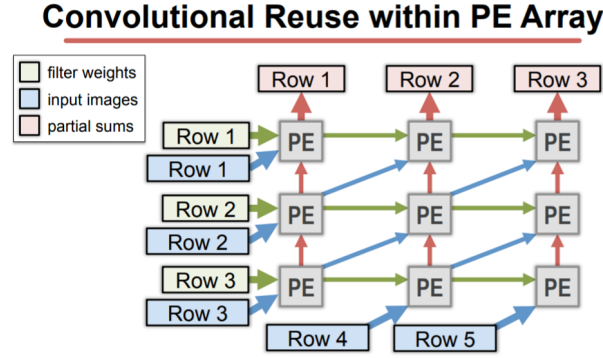 Convolutional Reuse within PE Array
filter weights
input images
partial sums
Row 1
Row 2
Row 3
Row 1
Row 1
PE
PE
PE
Row 2
Row 2
PE
PE
PE
Row 3
Row 3
PE
PE
PE
Row 4
Row 5